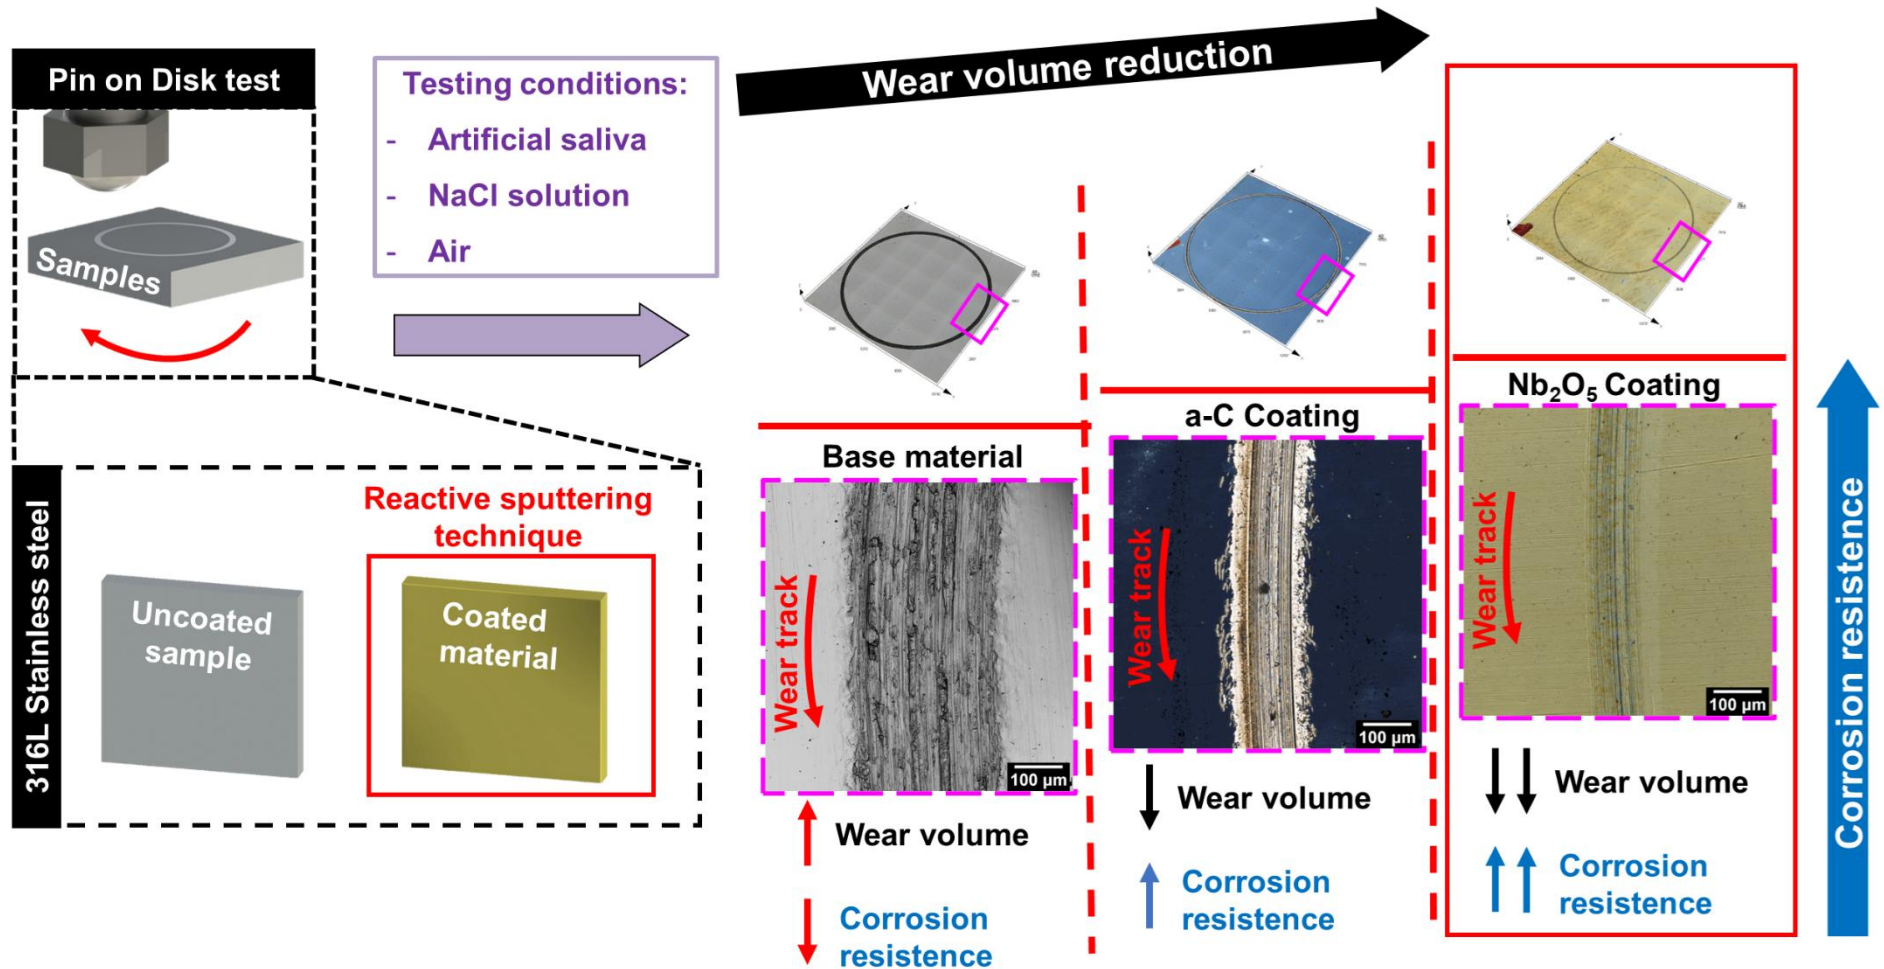 Pin on Disk test
Samples
Testing conditions:
- Artificial saliva
- NaCl solution
- Air
Wear volume reduction
316L Stainless steel
Uncoated
sample
Reactive sputtering
technique
Coated
material
Base material
Wear track
100 µm
Wear volume
Corrosion
resistence
a-C Coating
Wear track
100 µm
Wear volume
Corrosion
resistence
Nb₂O₅ Coating
Wear track
100 µm
Wear volume
Corrosion
resistence
Corrosion resistence